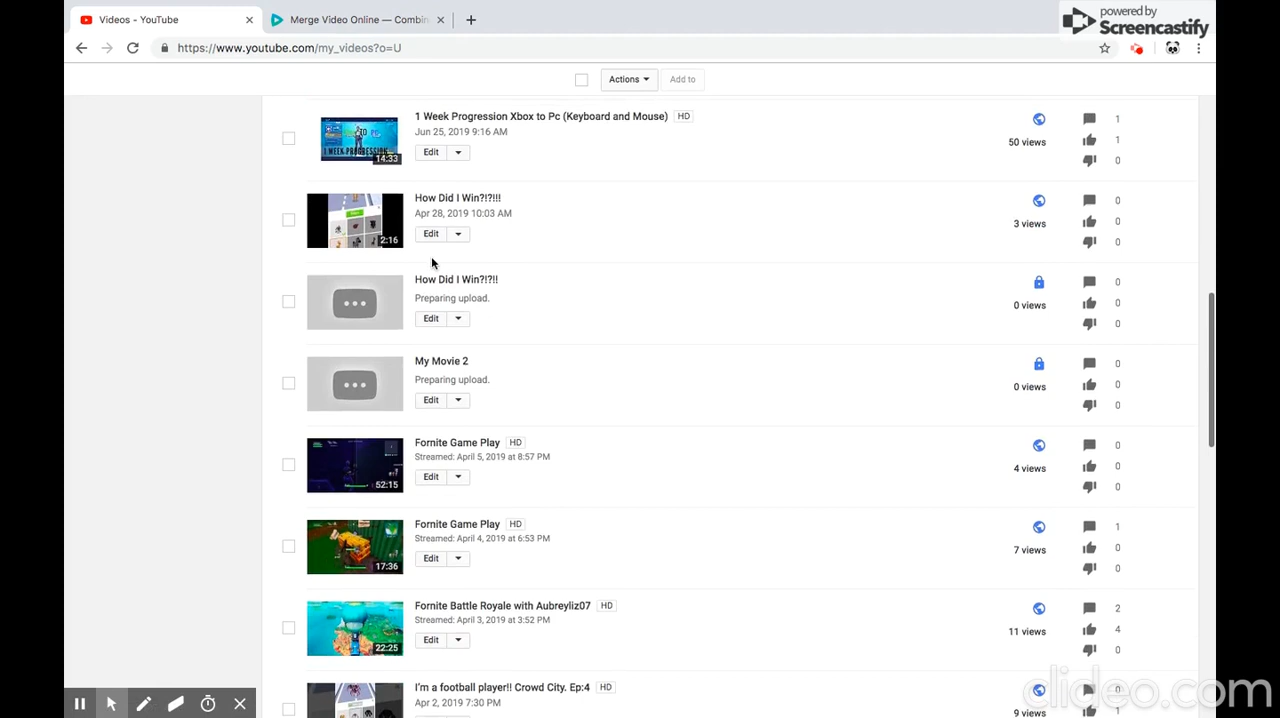 Videos - YouTube
Merge Video Online — Combin
powered by
Screencastify
https://www.youtube.com/my_videos?o=U
Actions
Add to
1 Week Progression Xbox to Pc (Keyboard and Mouse) HD
Jun 25, 2019 9:16 AM
Edit
14:33
50 views
1
1
0
How Did I Win?!?!!!
Apr 28, 2019 10:03 AM
Edit
2:16
3 views
0
0
0
How Did I Win?!?!!
Preparing upload.
Edit
0 views
0
0
0
My Movie 2
Preparing upload.
Edit
0 views
0
0
0
Fornite Game Play HD
Streamed: April 5, 2019 at 8:57 PM
Edit
52:15
4 views
0
0
0
Fornite Game Play HD
Streamed: April 4, 2019 at 6:53 PM
Edit
17:36
7 views
1
0
0
Fornite Battle Royale with Aubreyliz07 HD
Streamed: April 3, 2019 at 3:52 PM
Edit
22:25
11 views
2
4
0
I'm a football player!! Crowd City. Ep:4 HD
Apr 2, 2019 7:30 PM
9 views
0
1
clideo.com